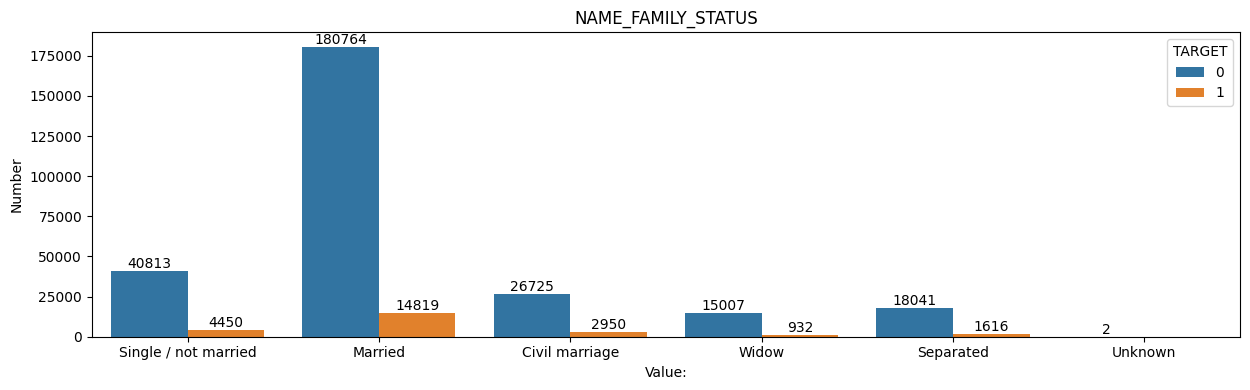 NAME_FAMILY_STATUS
TARGET
0
1
Number
175000
150000
125000
100000
75000
50000
25000
0
40813
4450
180764
14819
26725
2950
15007
932
18041
1616
2
Single / not married
Married
Civil marriage
Widow
Separated
Unknown
Value: